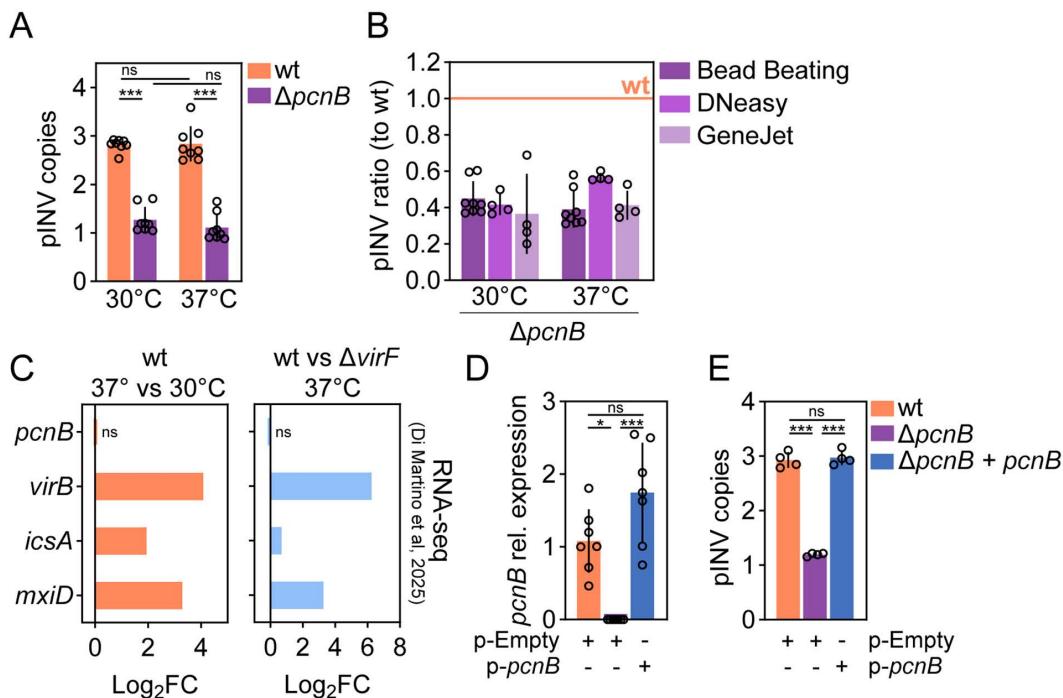 A
ns
ns
***
***
wt
ΔpcnB
pINV copies
4
3
2
1
0
30°C
37°C
B
pINV ratio (to wt)
1.2
1.0
0.8
0.6
0.4
0.2
0.0
wt
30°C
37°C
ΔpcnB
Bead Beating
DNeasy
GeneJet
C
wt
37° vs 30°C
pcnB
virB
icsA
mxiD
ns
0
2
4
Log2FC
wt vs ΔvirF
37°C
ns
0
2
4
6
8
Log2FC
RNA-seq
(Di Martino et al, 2025)
D
pcnB rel. expression
3
2
1
0
ns
*
***
p-Empty + + -
p-pcnB - - +
E
pINV copies
4
3
2
1
0
ns
***
***
wt
ΔpcnB
ΔpcnB + pcnB
+ + - p-Empty
- - + p-pcnB